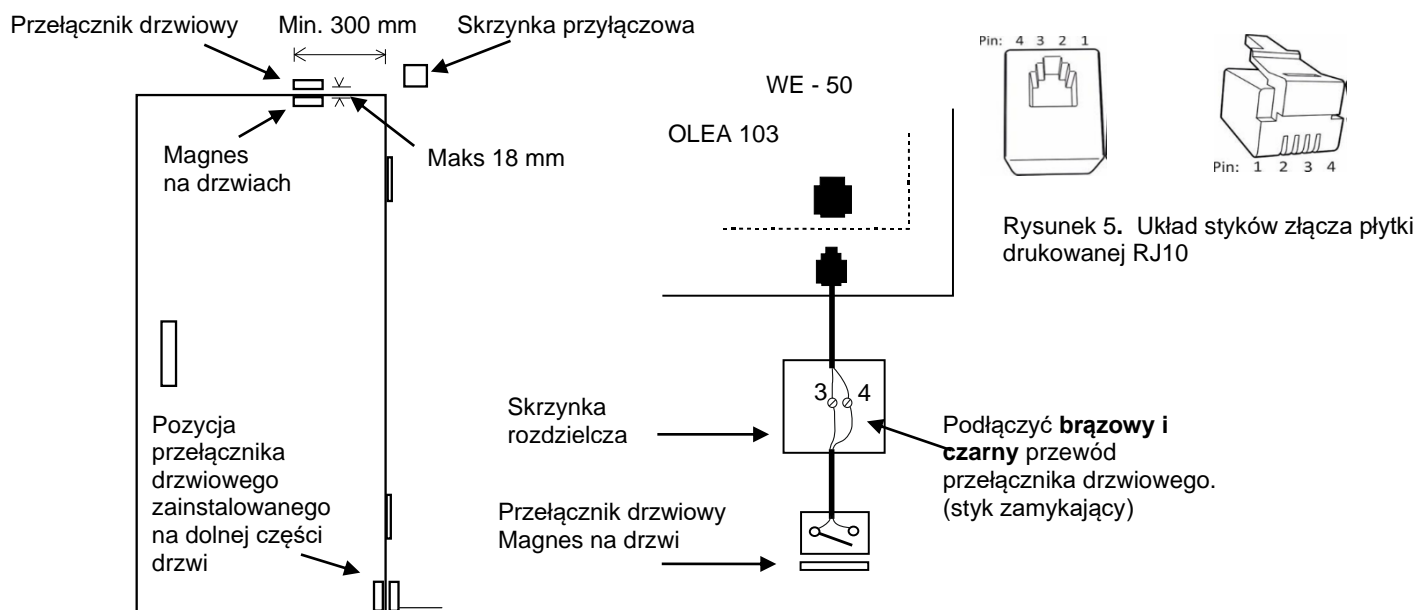 Przełącznik drzwiowy
Min. 300 mm
Skrzynka przyłączowa
Magnes
na drzwiach
Maks 18 mm
Pozycja
przełącznika
drzwiowego
zainstalowanego
na dolnej części
drzwi
WE - 50
OLEA 103
Skrzynka
rozdzielcza
3 4
Podłączyć brązowy i
czarny przewód
przełącznika drzwiowego.
(styk zamykający)
Przełącznik drzwiowy
Magnes na drzwi
Pin: 4 3 2 1
Pin: 1 2 3 4
Rysunek 5. Układ styków złącza płytki
drukowanej RJ10